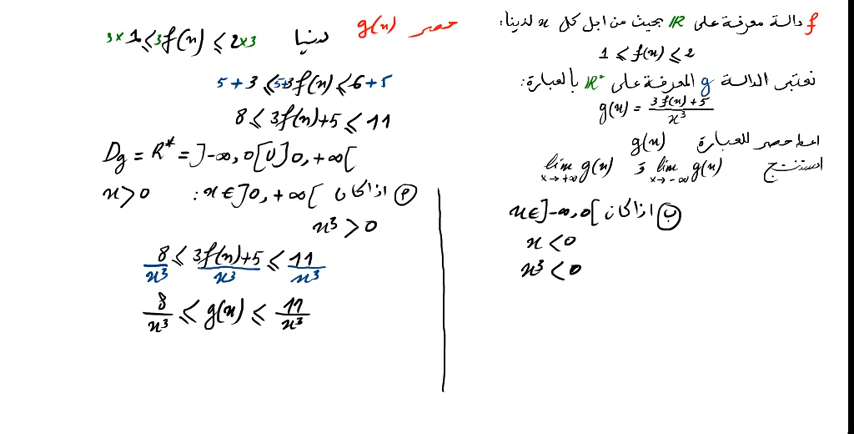 f دالة معرفة على ℝ بحيث من اجل كل x لدينا:
1 ≤ f(x) ≤ 2
نعتبر الدالة g المعرفة على ℝ* بالعبارة:
g(x) = (3f(x)+5)/x³
اعط حصر للعبارة g(x)
استنتج lim x→-∞ g(x) و lim x→+∞ g(x)
حصر g(x)
لدينا 3×1 ≤ 3f(x) ≤ 2×3
5+3 ≤ 5+3f(x) ≤ 6+5
8 ≤ 3f(x)+5 ≤ 11
Dg = R* = ]-∞, 0[ U ]0, +∞[
أ) اذا كان x ∈ ]0, +∞[ : x > 0
x³ > 0
8/x³ ≤ (3f(x)+5)/x³ ≤ 11/x³
8/x³ ≤ g(x) ≤ 11/x³
ب) اذا كان x ∈ ]-∞, 0[
x < 0
x³ < 0